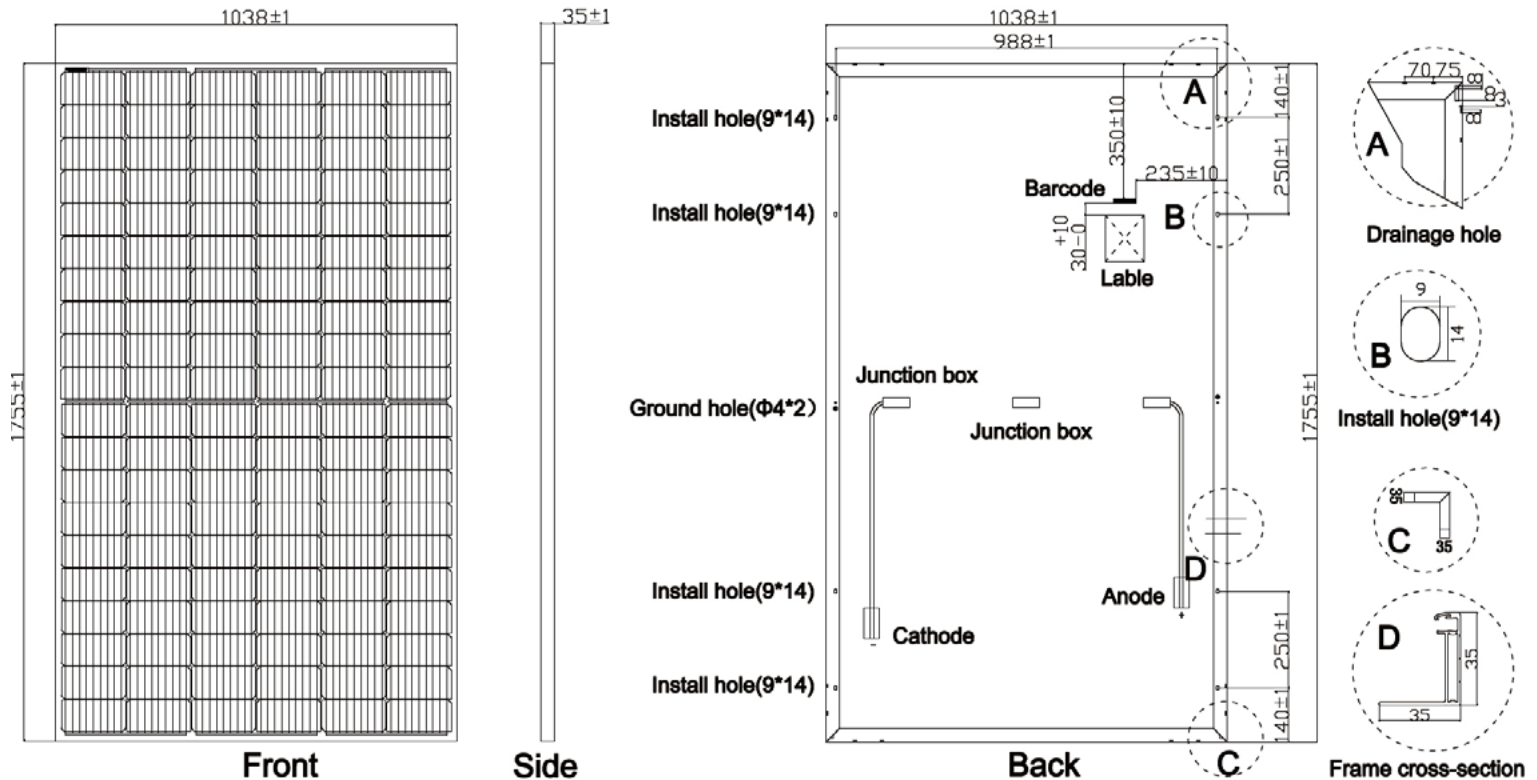 1038±1
35±1
1755±1
Front
Side
1038±1
988±1
Install hole(9*14)
Install hole(9*14)
Ground hole(Φ4*2)
Install hole(9*14)
Install hole(9*14)
A
140±1
250±1
350±10
235±10
Barcode
B
+10
30-0
Lable
Junction box
Junction box
1755±1
D
Anode
+
Cathode
-
250±1
140±1
C
Back
70
75
8
8
3
8
A
Drainage hole
9
14
B
Install hole(9*14)
35
C
35
D
35
35
Frame cross-section